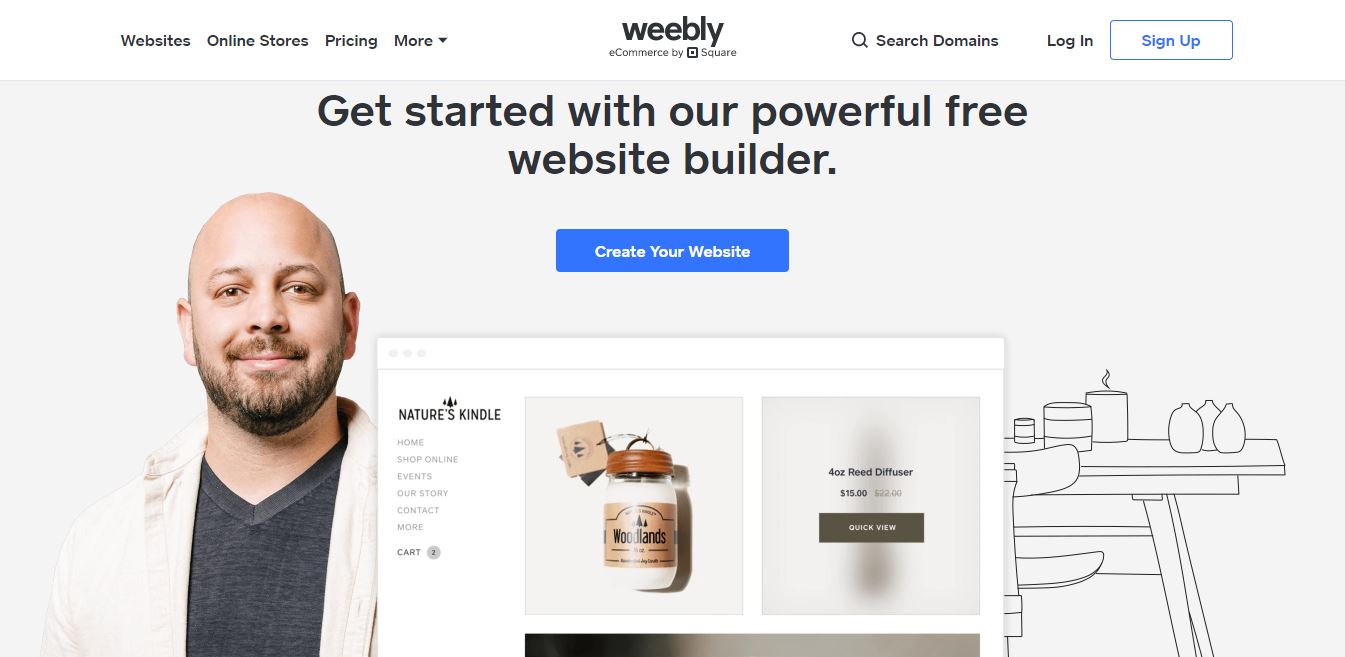 Websites Online Stores Pricing More
weebly
eCommerce by Square
Search Domains
Log In
Sign Up
Get started with our powerful free
website builder.
Create Your Website
NATURE'S KINDLE
HOME
SHOP ONLINE
EVENTS
OUR STORY
CONTACT
MORE
CART 2
NATURE'S KINDLE
Woodlands
4oz Reed Diffuser
$15.00 $22.00
QUICK VIEW